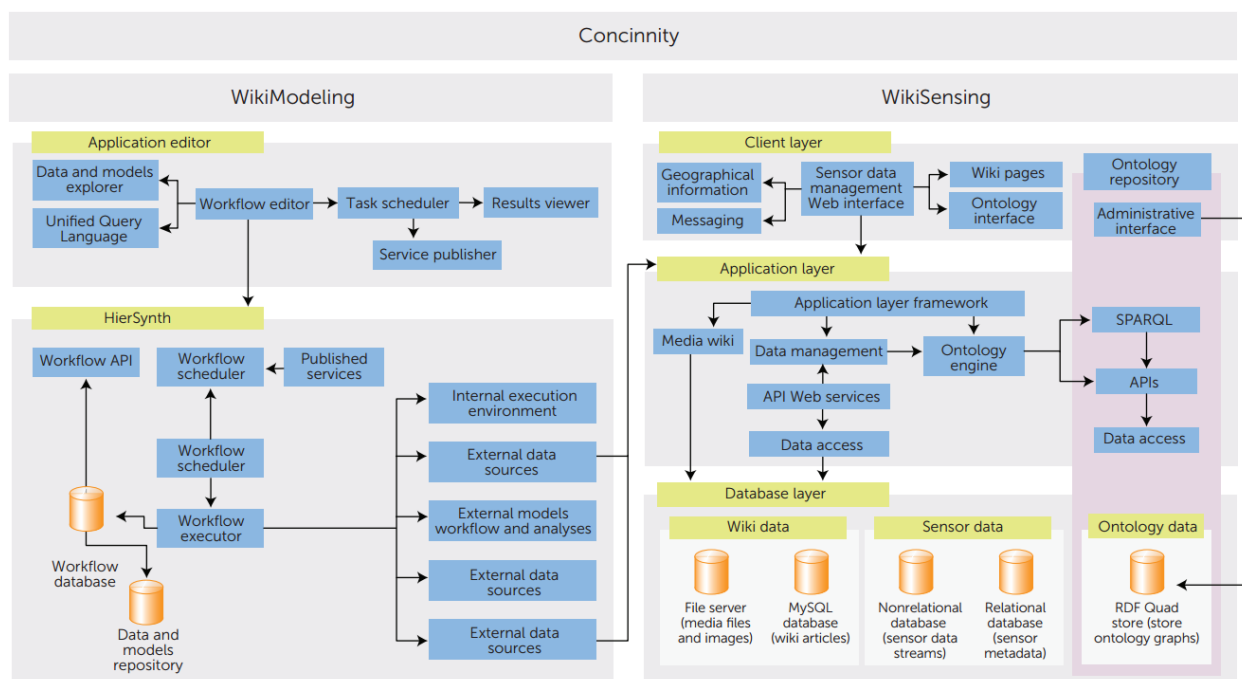 Concinnity
WikiModeling
Application editor
Data and models
explorer
Unified Query
Language
Workflow editor
Task scheduler
Results viewer
Service publisher
HierSynth
Workflow API
Workflow
scheduler
Published
services
Workflow
scheduler
Workflow
executor
Workflow
database
Data and
models
repository
Internal execution
environment
External data
sources
External models
workflow and analyses
External data
sources
External data
sources
WikiSensing
Client layer
Geographical
information
Messaging
Sensor data
management
Web interface
Wiki pages
Ontology
interface
Ontology
repository
Administrative
interface
Application layer
Application layer framework
Media wiki
Data management
Ontology
engine
API Web services
Data access
SPARQL
APIs
Data access
Database layer
Wiki data
File server
(media files
and images)
MySQL
database
(wiki articles)
Sensor data
Nonrelational
database
(sensor data
streams)
Relational
database
(sensor
metadata)
Ontology data
RDF Quad
store (store
ontology graphs)